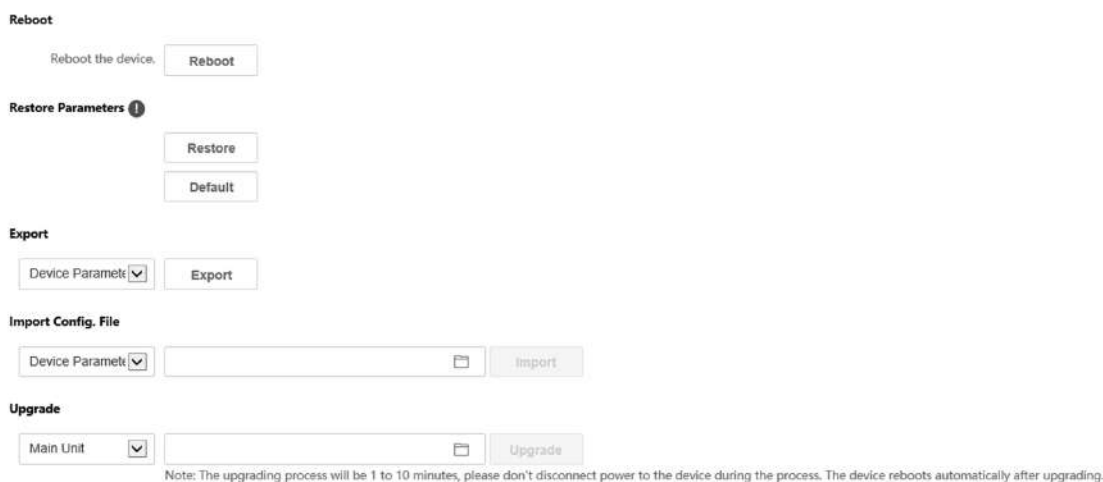 Reboot
Reboot the device. Reboot
Restore Parameters !
Restore
Default
Export
Device Paramete Export
Import Config. File
Device Paramete Import
Upgrade
Main Unit Upgrade
Note: The upgrading process will be 1 to 10 minutes, please don't disconnect power to the device during the process. The device reboots automatically after upgrading.